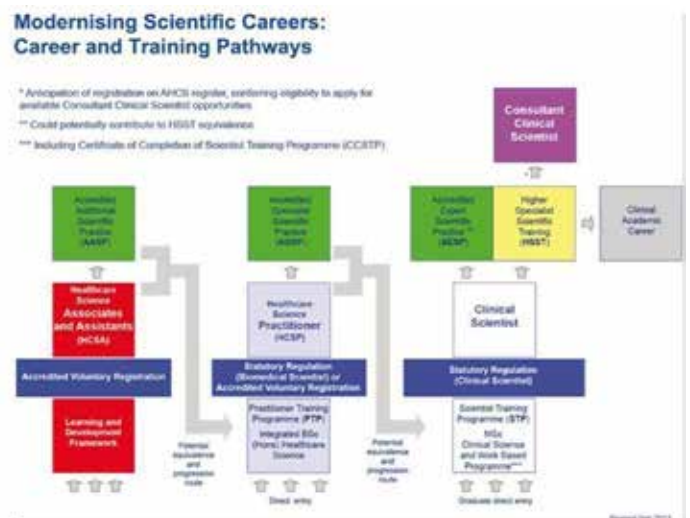 Modernising Scientific Careers:
Career and Training Pathways
* Anticipation of registration on AHCS register, conferring eligibility to apply for
available Consultant Clinical Scientist opportunities
** Could potentially contribute to HSST equivalence
*** Including Certificate of Completion of Scientist Training Programme (CCSTP)
Consultant
Clinical
Scientist
Accredited
Additional
Scientific
Practice
(AASP)
Accredited
Specialist
Scientific
Practice
(ASSP)
Accredited
Expert
Scientific
Practice **
(AESP)
Higher
Specialist
Scientific
Training
(HSST)
Clinical
Academic
Career
Healthcare
Science
Associates
and Assistants
(HCSA)
Healthcare
Science
Practitioner
(HCSP)
Clinical
Scientist
Accredited Voluntary Registration
Statutory Regulation
(Biomedical Scientist) or
Accredited Voluntary Registration
Statutory Regulation
(Clinical Scientist)
Learning and
Development
Framework
Potential
equivalence
and
progression
route
Practitioner Training
Programme (PTP)
Integrated BSc
(Hons) Healthcare
Science
Potential
equivalence
and
progression
route
Scientist Training
Programme (STP)
MSc
Clinical Science
and Work Based
Programme***
Direct entry
Graduate direct entry